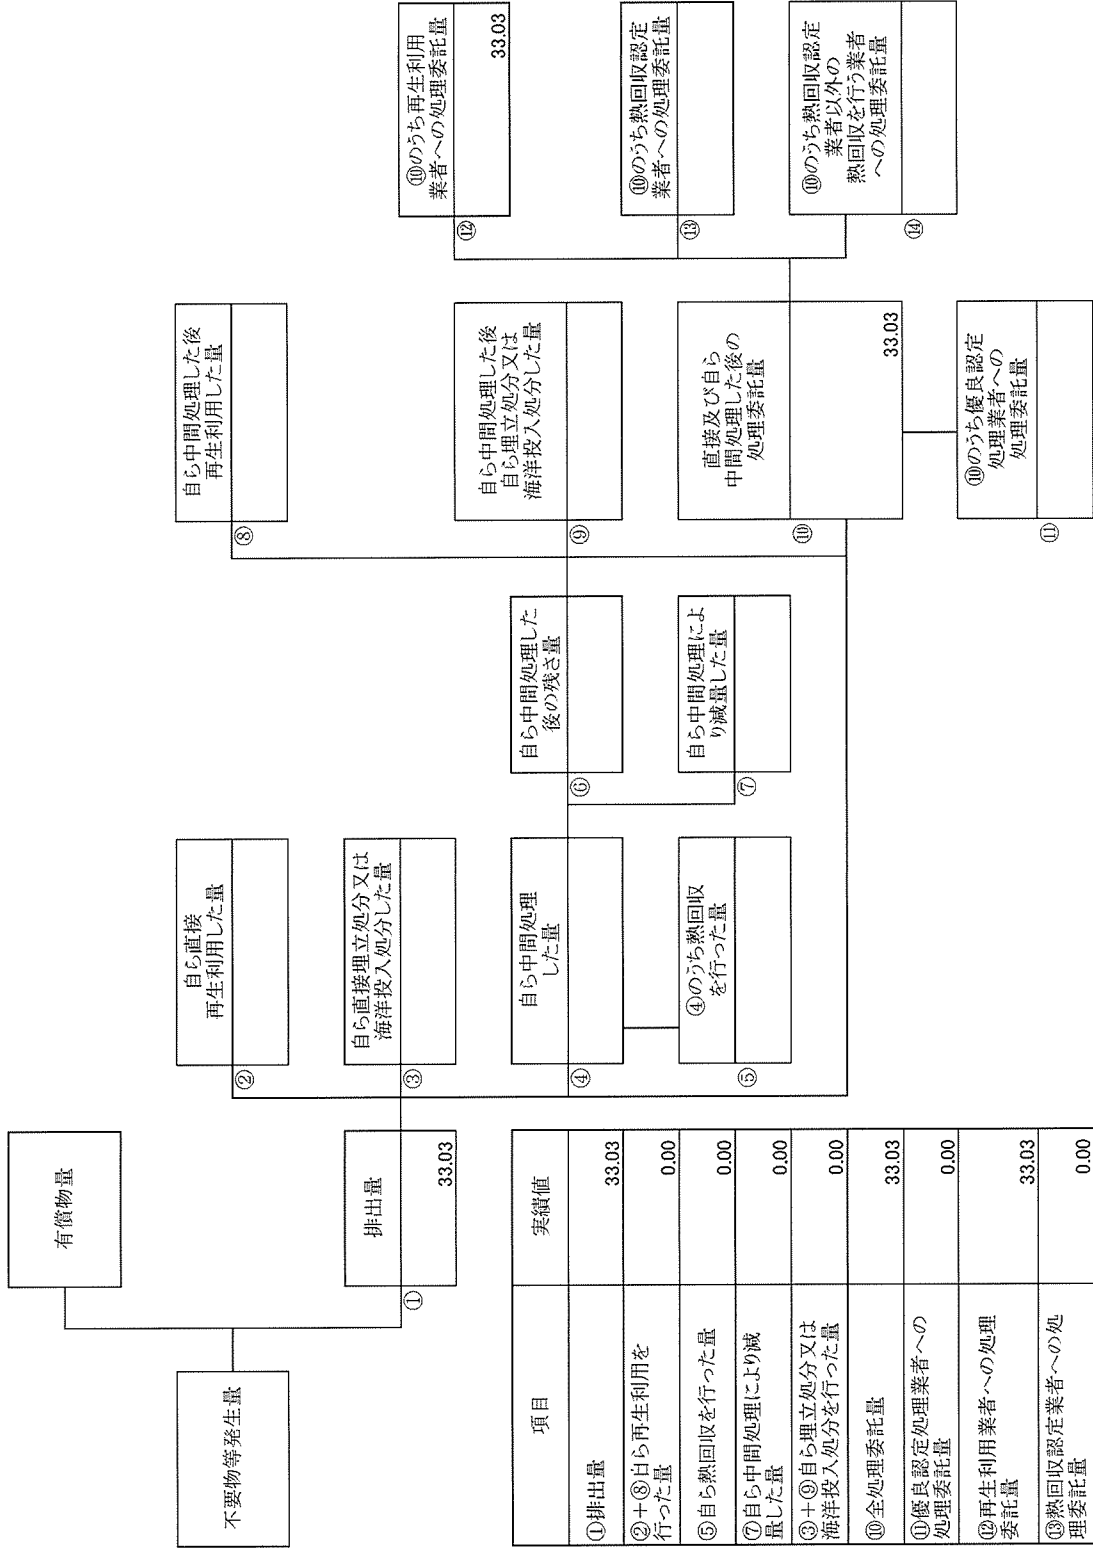 不要物等発生量
有償物量
排出量
①
33.03
自ら直接
再生利用した量
②
自ら直接埋立処分又は
海洋投入処分した量
③
自ら中間処理
した量
④
④のうち熱回収
を行った量
⑤
自ら中間処理した
後の残さ量
⑥
自ら中間処理によ
り減量した量
⑦
自ら中間処理した後
再生利用した量
⑧
自ら中間処理した後
自ら埋立処分又は
海洋投入処分した量
⑨
直接及び自ら
中間処理した後の
処理委託量
⑩
33.03
⑩のうち優良認定
処理業者への
処理委託量
⑪
⑩のうち再生利用
業者への処理委託量
⑫
33.03
⑩のうち熱回収認定
業者への処理委託量
⑬
⑩のうち熱回収認定
業者以外の
熱回収を行う業者
への処理委託量
⑭
項目 実績値
①排出量 33.03
②+⑧自ら再生利用を
行った量 0.00
⑤自ら熱回収を行った量 0.00
⑦自ら中間処理により減
量した量 0.00
③+⑨自ら埋立処分又は
海洋投入処分を行った量 0.00
⑩全処理委託量 33.03
⑪優良認定処理業者への
処理委託量 0.00
⑫再生利用業者への処理
委託量 33.03
⑬熱回収認定業者への処
理委託量 0.00